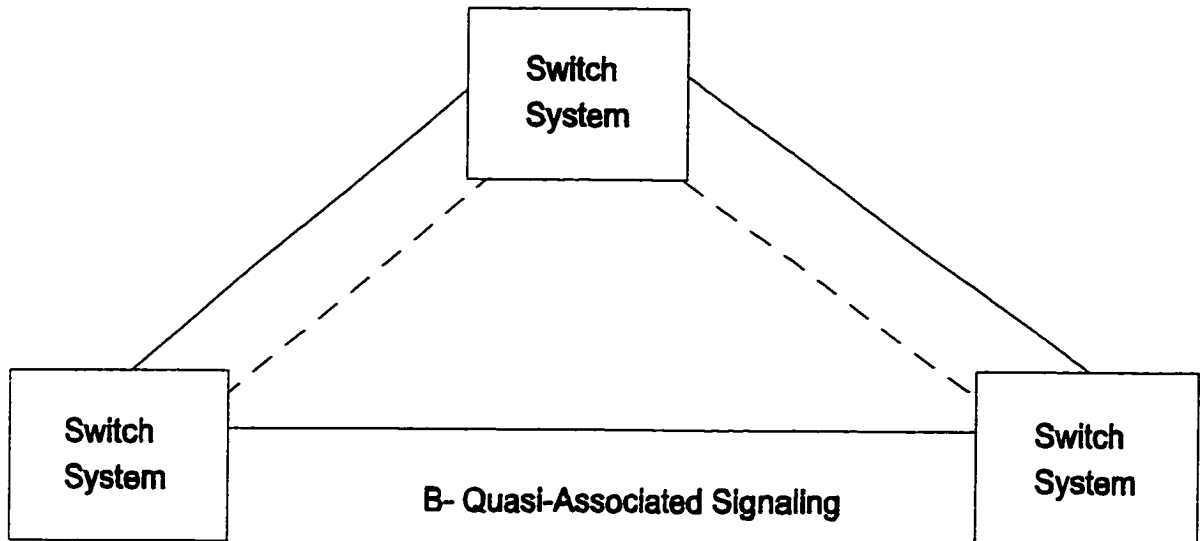 Switch
System
Switch
System
Switch
System
B- Quasi-Associated Signaling